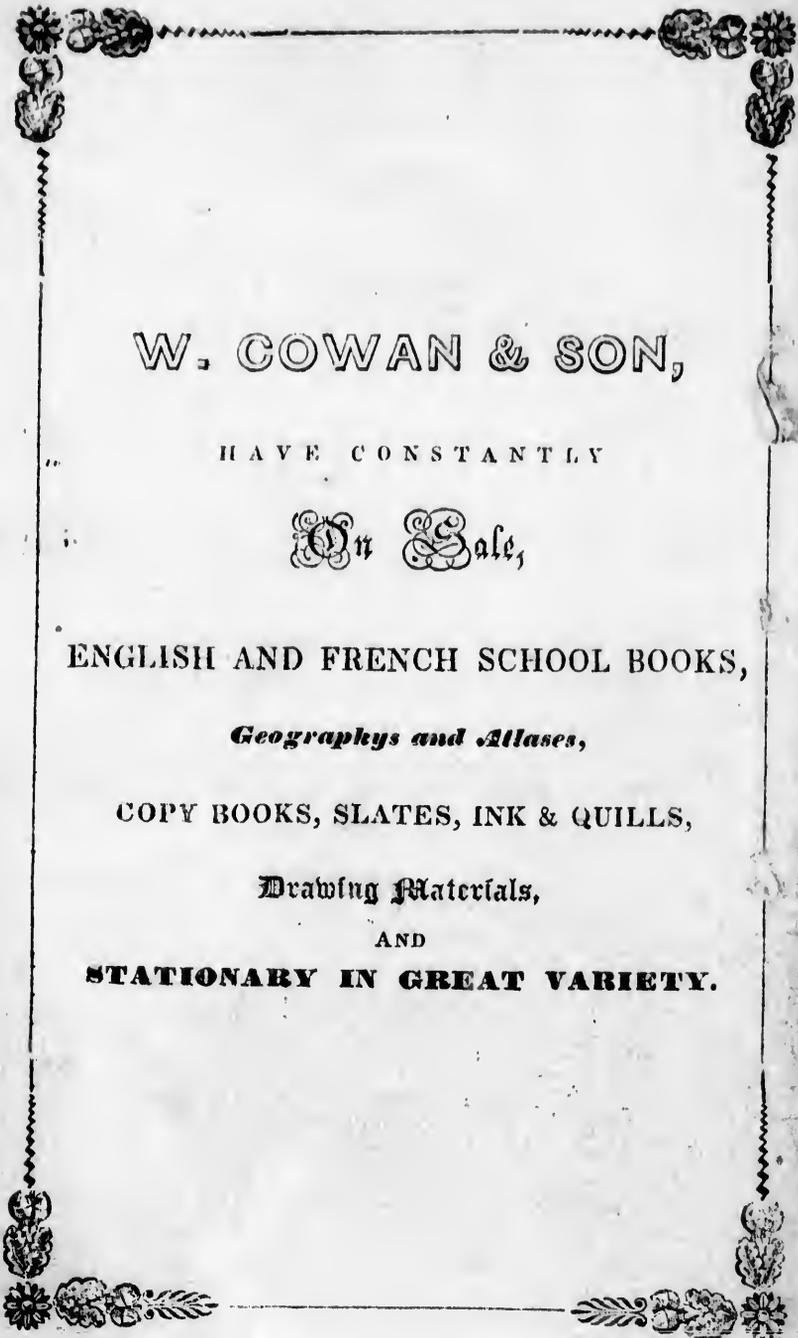 W. COWAN & SON,
HAVE CONSTANTLY
On Sale,
ENGLISH AND FRENCH SCHOOL BOOKS,
Geographys and Atlases,
COPY BOOKS, SLATES, INK & QUILLS,
Drawing Materials,
AND
STATIONARY IN GREAT VARIETY.